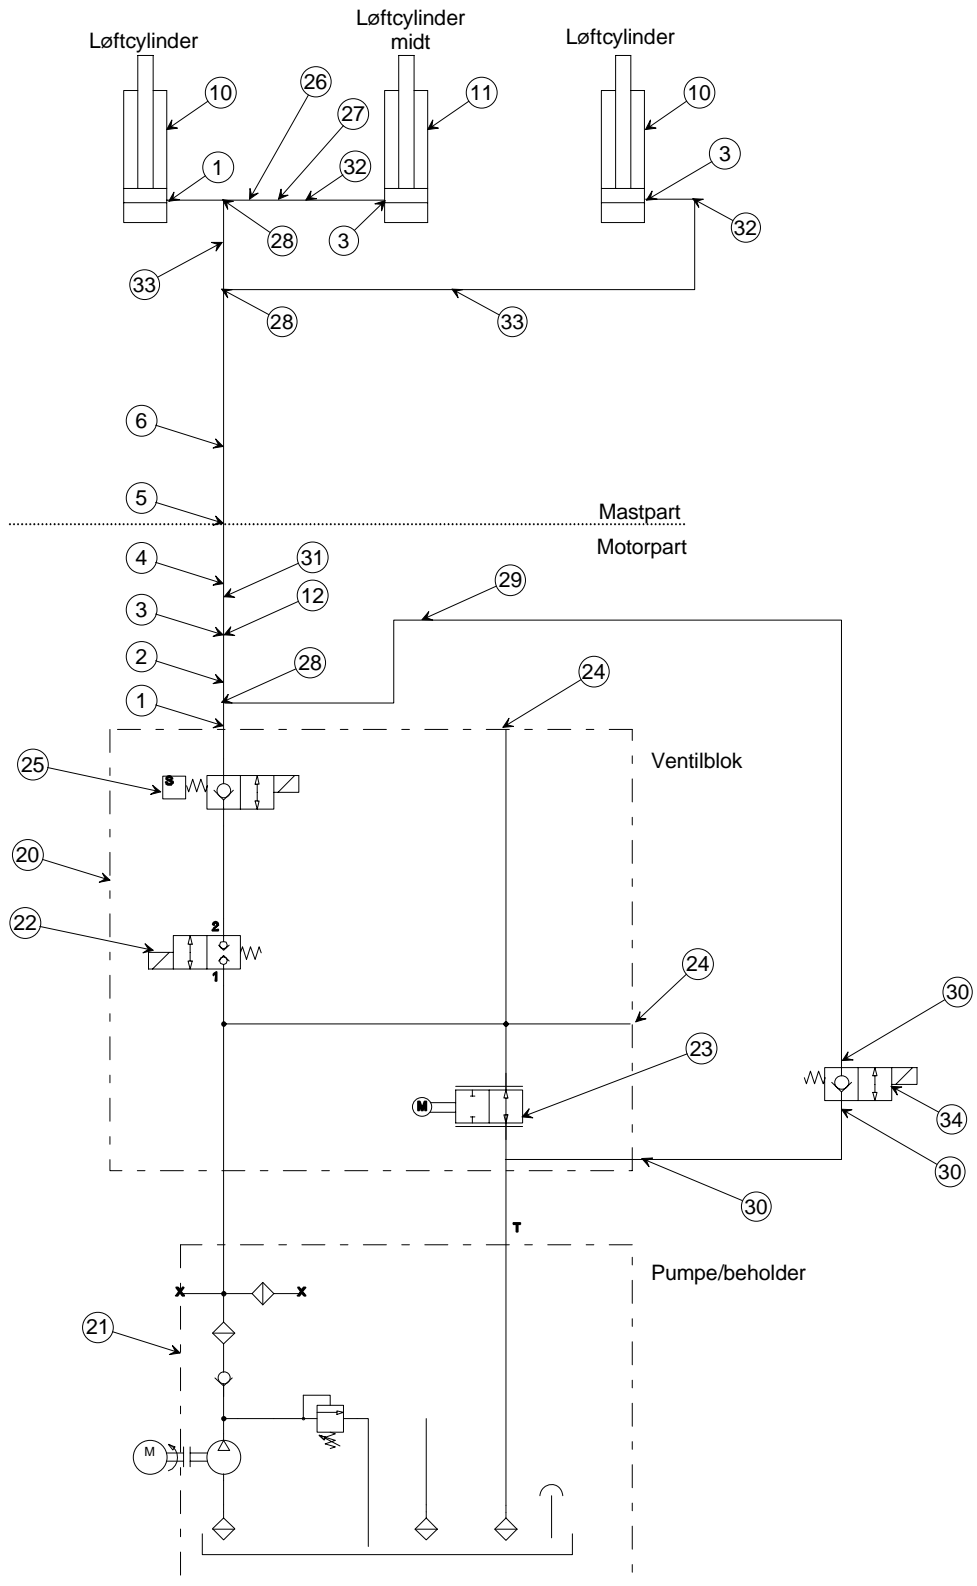 Løftcylinder
Løftcylinder
midt
Løftcylinder
10
26
27
11
10
1
32
3
28
3
32
33
28
33
6
5
Mastpart
Motorpart
4
31
3
12
29
2
28
24
1
25
S
Ventilblok
20
22
2
1
24
30
23
M
34
30
30
T
Pumpe/beholder
X
X
21
M